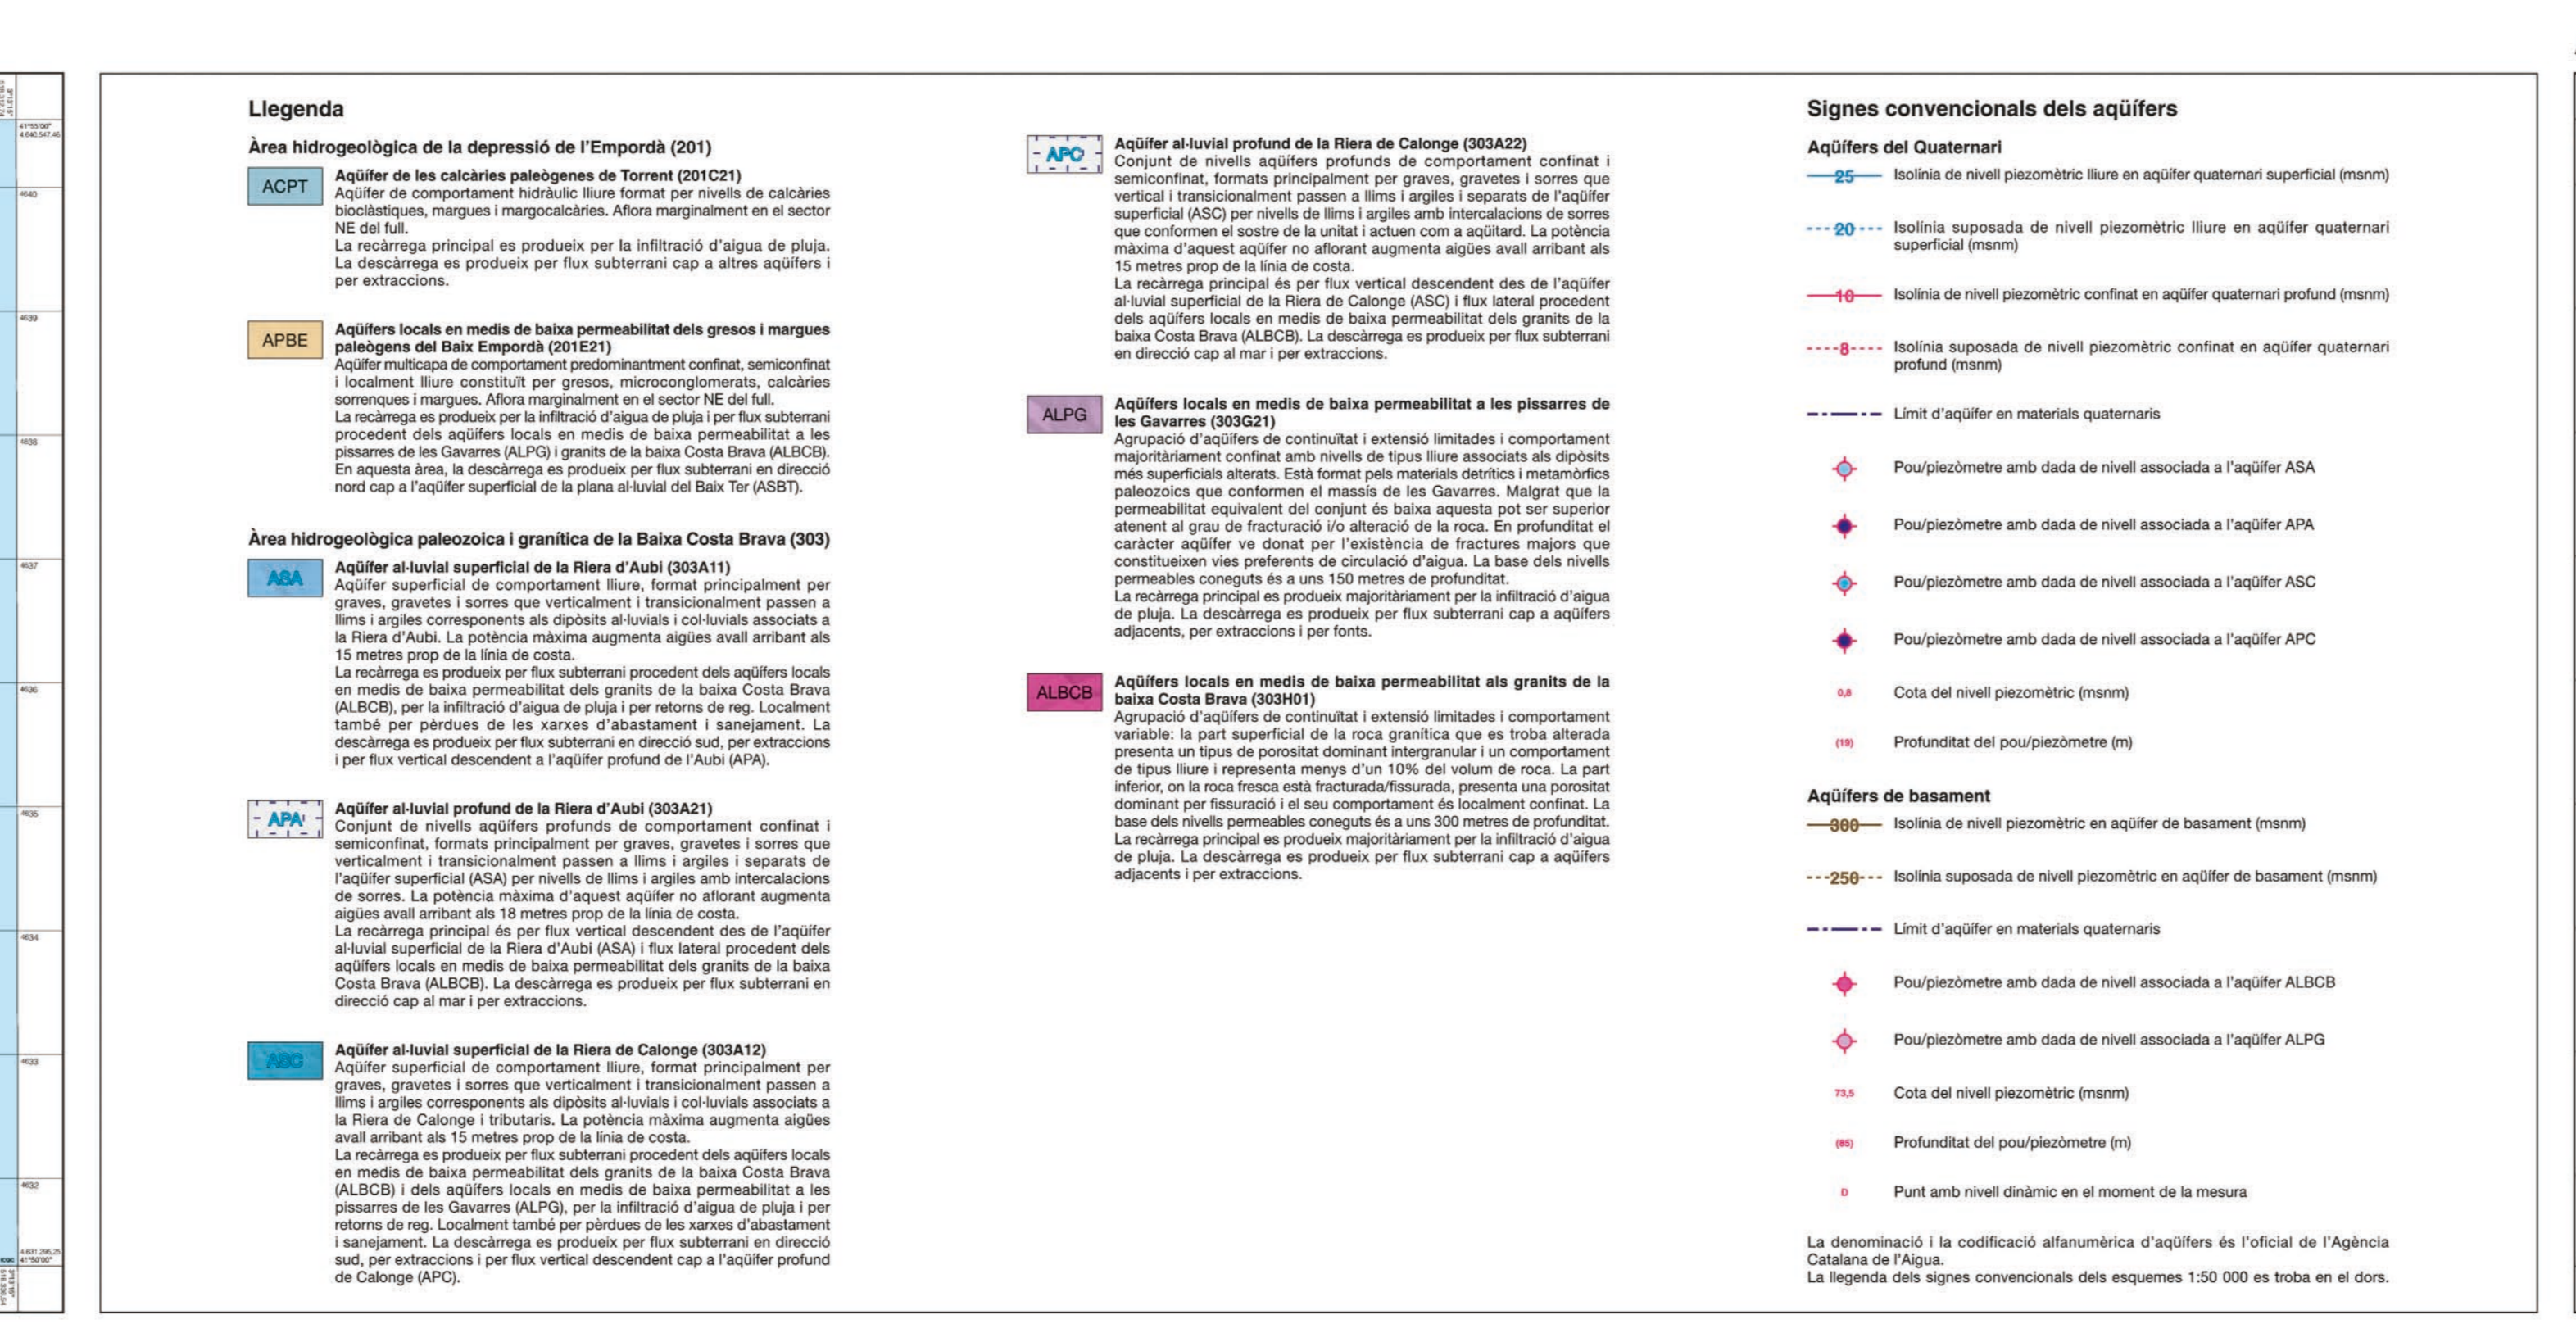 3°13'15"
41°55'00"
4 640.547,46
4640
4639
4638
4637
4636
4635
4634
4633
4632
4.631.295,25
ICGC 41°50'00"
3°13'15"
Llegenda
Àrea hidrogeològica de la depressió de l'Empordà (201)
ACPT
Aqüífer de les calcàries paleògenes de Torrent (201C21)
Aqüífer de comportament hidràulic lliure format per nivells de calcàries
bioclàstiques, margues i margocalcàries. Aflora marginalment en el sector
NE del full.
La recàrrega principal es produeix per la infiltració d'aigua de pluja.
La descàrrega es produeix per flux subterrani cap a altres aqüífers i
per extraccions.
APBE
Aqüífers locals en medis de baixa permeabilitat dels gresos i margues
paleògens del Baix Empordà (201E21)
Aqüífer multicapa de comportament predominantment confinat, semiconfinat
i localment lliure constituït per gresos, microconglomerats, calcàries
sorrenques i margues. Aflora marginalment en el sector NE del full.
La recàrrega es produeix per la infiltració d'aigua de pluja i per flux subterrani
procedent dels aqüífers locals en medis de baixa permeabilitat a les
pissarres de les Gavarres (ALPG) i granits de la baixa Costa Brava (ALBCB).
En aquesta àrea, la descàrrega es produeix per flux subterrani en direcció
nord cap a l'aqüífer superficial de la plana al·luvial del Baix Ter (ASBT).
Àrea hidrogeològica paleozoica i granítica de la Baixa Costa Brava (303)
ASA
Aqüífer al·luvial superficial de la Riera d'Aubi (303A11)
Aqüífer superficial de comportament lliure, format principalment per
graves, gravetes i sorres que verticalment i transicionalment passen a
llims i argiles corresponents als dipòsits al·luvials i col·luvials associats a
la Riera d'Aubi. La potència màxima augmenta aigües avall arribant als
15 metres prop de la línia de costa.
La recàrrega es produeix per flux subterrani procedent dels aqüífers locals
en medis de baixa permeabilitat dels granits de la baixa Costa Brava
(ALBCB), per la infiltració d'aigua de pluja i per retorns de reg. Localment
també per pèrdues de les xarxes d'abastament i sanejament. La
descàrrega es produeix per flux subterrani en direcció sud, per extraccions
i per flux vertical descendent a l'aqüífer profund de l'Aubi (APA).
APA
Aqüífer al·luvial profund de la Riera d'Aubi (303A21)
Conjunt de nivells aqüífers profunds de comportament confinat i
semiconfinat, formats principalment per graves, gravetes i sorres que
verticalment i transicionalment passen a llims i argiles i separats de
l'aqüífer superficial (ASA) per nivells de llims i argiles amb intercalacions
de sorres. La potència màxima d'aquest aqüífer no aflorant augmenta
aigües avall arribant als 18 metres prop de la línia de costa.
La recàrrega principal és per flux vertical descendent des de l'aqüífer
al·luvial superficial de la Riera d'Aubi (ASA) i flux lateral procedent dels
aqüífers locals en medis de baixa permeabilitat dels granits de la baixa
Costa Brava (ALBCB). La descàrrega es produeix per flux subterrani en
direcció cap al mar i per extraccions.
ASC
Aqüífer al·luvial superficial de la Riera de Calonge (303A12)
Aqüífer superficial de comportament lliure, format principalment per
graves, gravetes i sorres que verticalment i transicionalment passen a
llims i argiles corresponents als dipòsits al·luvials i col·luvials associats a
la Riera de Calonge i tributaris. La potència màxima augmenta aigües
avall arribant als 15 metres prop de la línia de costa.
La recàrrega es produeix per flux subterrani procedent dels aqüífers locals
en medis de baixa permeabilitat dels granits de la baixa Costa Brava
(ALBCB) i dels aqüífers locals en medis de baixa permeabilitat a les
pissarres de les Gavarres (ALPG), per la infiltració d'aigua de pluja i per
retorns de reg. Localment també per pèrdues de les xarxes d'abastament
i sanejament. La descàrrega es produeix per flux subterrani en direcció
sud, per extraccions i per flux vertical descendent cap a l'aqüífer profund
de Calonge (APC).
APC
Aqüífer al·luvial profund de la Riera de Calonge (303A22)
Conjunt de nivells aqüífers profunds de comportament confinat i
semiconfinat, formats principalment per graves, gravetes i sorres que
vertical i transicionalment passen a llims i argiles i separats de l'aqüífer
superficial (ASC) per nivells de llims i argiles amb intercalacions de sorres
que conformen el sostre de la unitat i actuen com a aqüitard. La potència
màxima d'aquest aqüífer no aflorant augmenta aigües avall arribant als
15 metres prop de la línia de costa.
La recàrrega principal és per flux vertical descendent des de l'aqüífer
al·luvial superficial de la Riera de Calonge (ASC) i flux lateral procedent
dels aqüífers locals en medis de baixa permeabilitat dels granits de la
baixa Costa Brava (ALBCB). La descàrrega es produeix per flux subterrani
en direcció cap al mar i per extraccions.
ALPG
Aqüífers locals en medis de baixa permeabilitat a les pissarres de
les Gavarres (303G21)
Agrupació d'aqüífers de continuïtat i extensió limitades i comportament
majoritàriament confinat amb nivells de tipus lliure associats als dipòsits
més superficials alterats. Està format pels materials detrítics i metamòrfics
paleozoics que conformen el massís de les Gavarres. Malgrat que la
permeabilitat equivalent del conjunt és baixa aquesta pot ser superior
atenent al grau de fracturació i/o alteració de la roca. En profunditat el
caràcter aqüífer ve donat per l'existència de fractures majors que
constitueixen vies preferents de circulació d'aigua. La base dels nivells
permeables coneguts és a uns 150 metres de profunditat.
La recàrrega principal es produeix majoritàriament per la infiltració d'aigua
de pluja. La descàrrega es produeix per flux subterrani cap a aqüífers
adjacents, per extraccions i per fonts.
ALBCB
Aqüífers locals en medis de baixa permeabilitat als granits de la
baixa Costa Brava (303H01)
Agrupació d'aqüífers de continuïtat i extensió limitades i comportament
variable: la part superficial de la roca granítica que es troba alterada
presenta un tipus de porositat dominant intergranular i un comportament
de tipus lliure i representa menys d'un 10% del volum de roca. La part
inferior, on la roca fresca està fracturada/fissurada, presenta una porositat
dominant per fissuració i el seu comportament és localment confinat. La
base dels nivells permeables coneguts és a uns 300 metres de profunditat.
La recàrrega principal es produeix majoritàriament per la infiltració d'aigua
de pluja. La descàrrega es produeix per flux subterrani cap a aqüífers
adjacents i per extraccions.
Signes convencionals dels aqüífers
Aqüífers del Quaternari
25 Isolínia de nivell piezomètric lliure en aqüífer quaternari superficial (msnm)
20 Isolínia suposada de nivell piezomètric lliure en aqüífer quaternari
superficial (msnm)
10 Isolínia de nivell piezomètric confinat en aqüífer quaternari profund (msnm)
8 Isolínia suposada de nivell piezomètric confinat en aqüífer quaternari
profund (msnm)
Límit d'aqüífer en materials quaternaris
Pou/piezòmetre amb dada de nivell associada a l'aqüífer ASA
Pou/piezòmetre amb dada de nivell associada a l'aqüífer APA
Pou/piezòmetre amb dada de nivell associada a l'aqüífer ASC
Pou/piezòmetre amb dada de nivell associada a l'aqüífer APC
0,8 Cota del nivell piezomètric (msnm)
(19) Profunditat del pou/piezòmetre (m)
Aqüífers de basament
300 Isolínia de nivell piezomètric en aqüífer de basament (msnm)
250 Isolínia suposada de nivell piezomètric en aqüífer de basament (msnm)
Límit d'aqüífer en materials quaternaris
Pou/piezòmetre amb dada de nivell associada a l'aqüífer ALBCB
Pou/piezòmetre amb dada de nivell associada a l'aqüífer ALPG
73,5 Cota del nivell piezomètric (msnm)
(85) Profunditat del pou/piezòmetre (m)
D Punt amb nivell dinàmic en el moment de la mesura
La denominació i la codificació alfanumèrica d'aqüífers és l'oficial de l'Agència
Catalana de l'Aigua.
La llegenda dels signes convencionals dels esquemes 1:50 000 es troba en el dors.